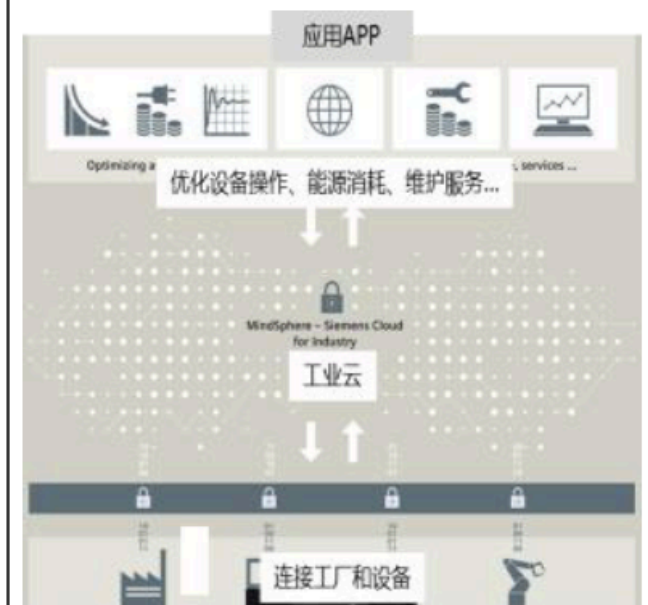 应用APP
Optimizing a
, services ...
优化设备操作、能源消耗、维护服务...
MindSphere – Siemens Cloud
for Industry
工业云
连接工厂和设备